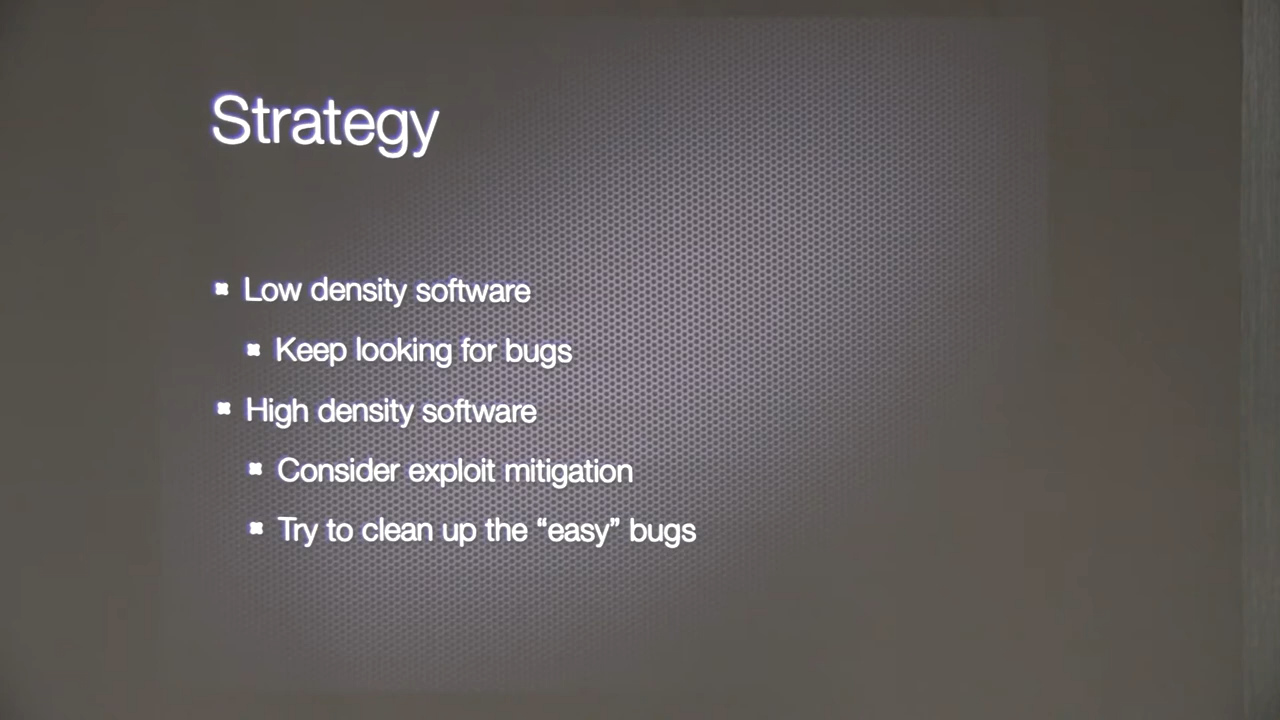 Strategy
Low density software
Keep looking for bugs
High density software
Consider exploit mitigation
Try to clean up the “easy” bugs